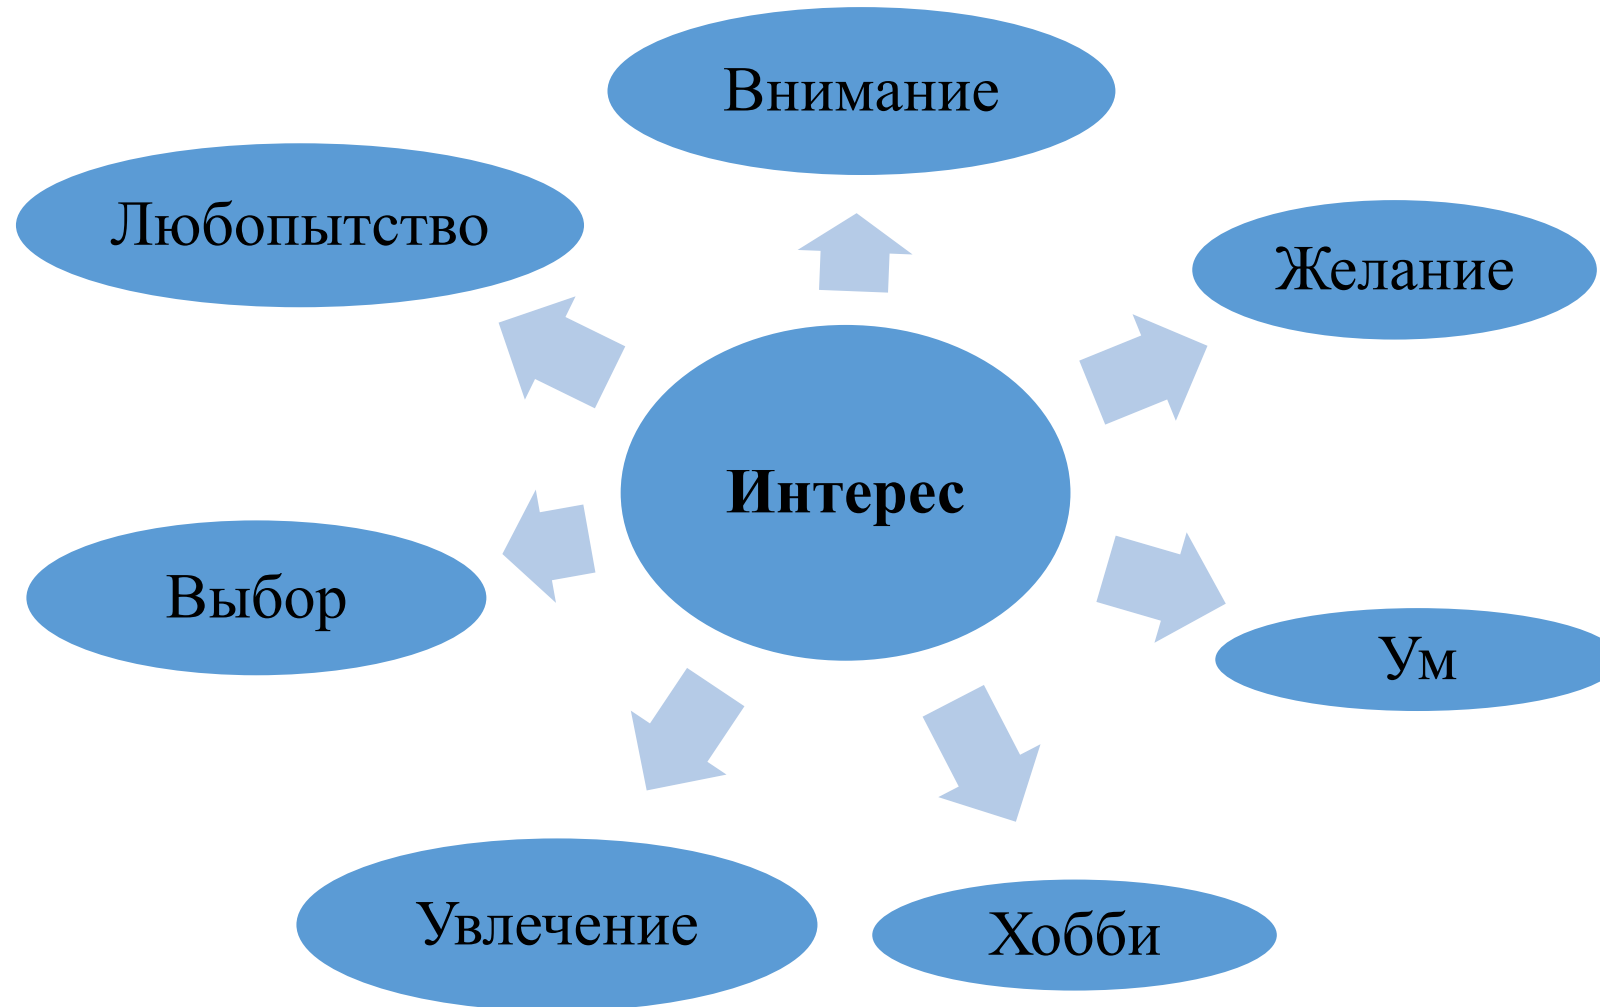 Внимание
Любопытство
Желание
Интерес
Выбор
Ум
Увлечение
Хобби